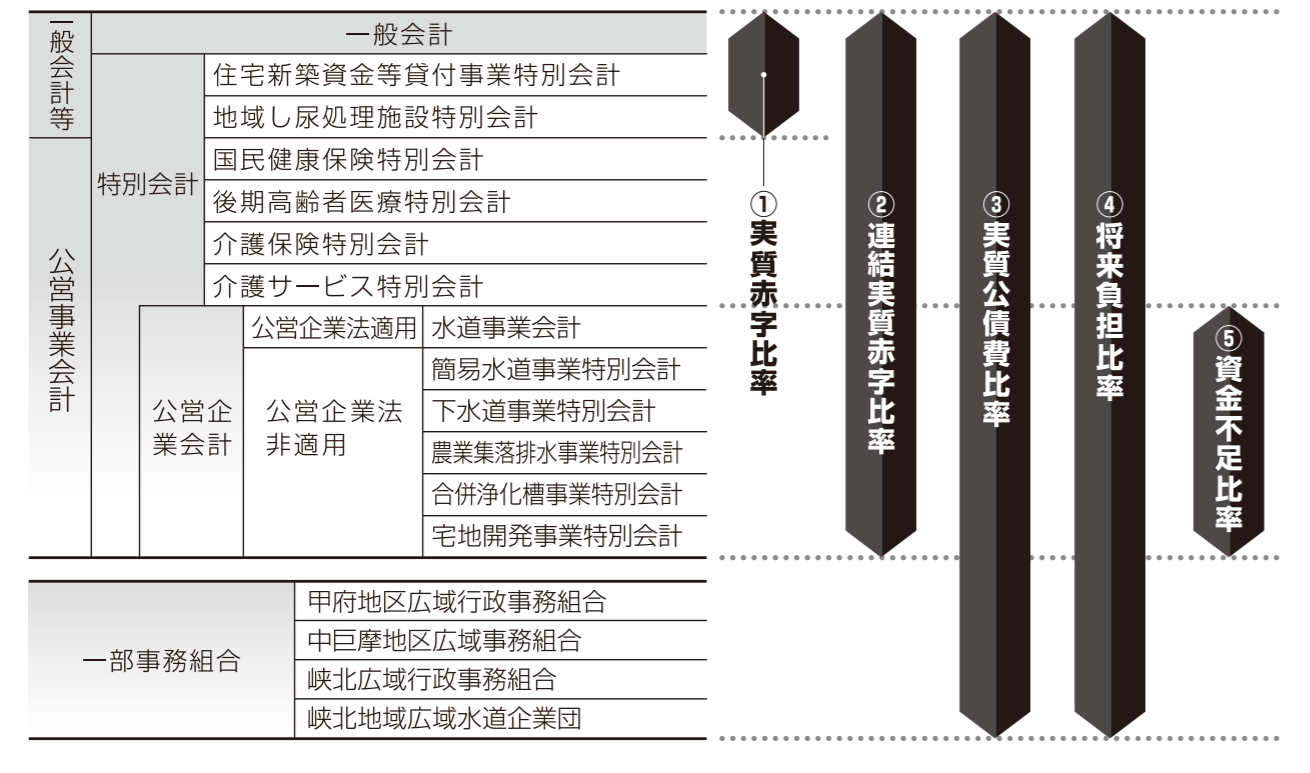 一般会計等
一般会計
特別会計
住宅新築資金等貸付事業特別会計
地域し尿処理施設特別会計
公営事業会計
国民健康保険特別会計
後期高齢者医療特別会計
介護保険特別会計
介護サービス特別会計
公営企業会計
公営企業法適用
水道事業会計
公営企業法
非適用
簡易水道事業特別会計
下水道事業特別会計
農業集落排水事業特別会計
合併浄化槽事業特別会計
宅地開発事業特別会計
一部事務組合
甲府地区広域行政事務組合
中巨摩地区広域事務組合
峡北広域行政事務組合
峡北地域広域水道企業団
①実質赤字比率
②連結実質赤字比率
③実質公債費比率
④将来負担比率
⑤資金不足比率